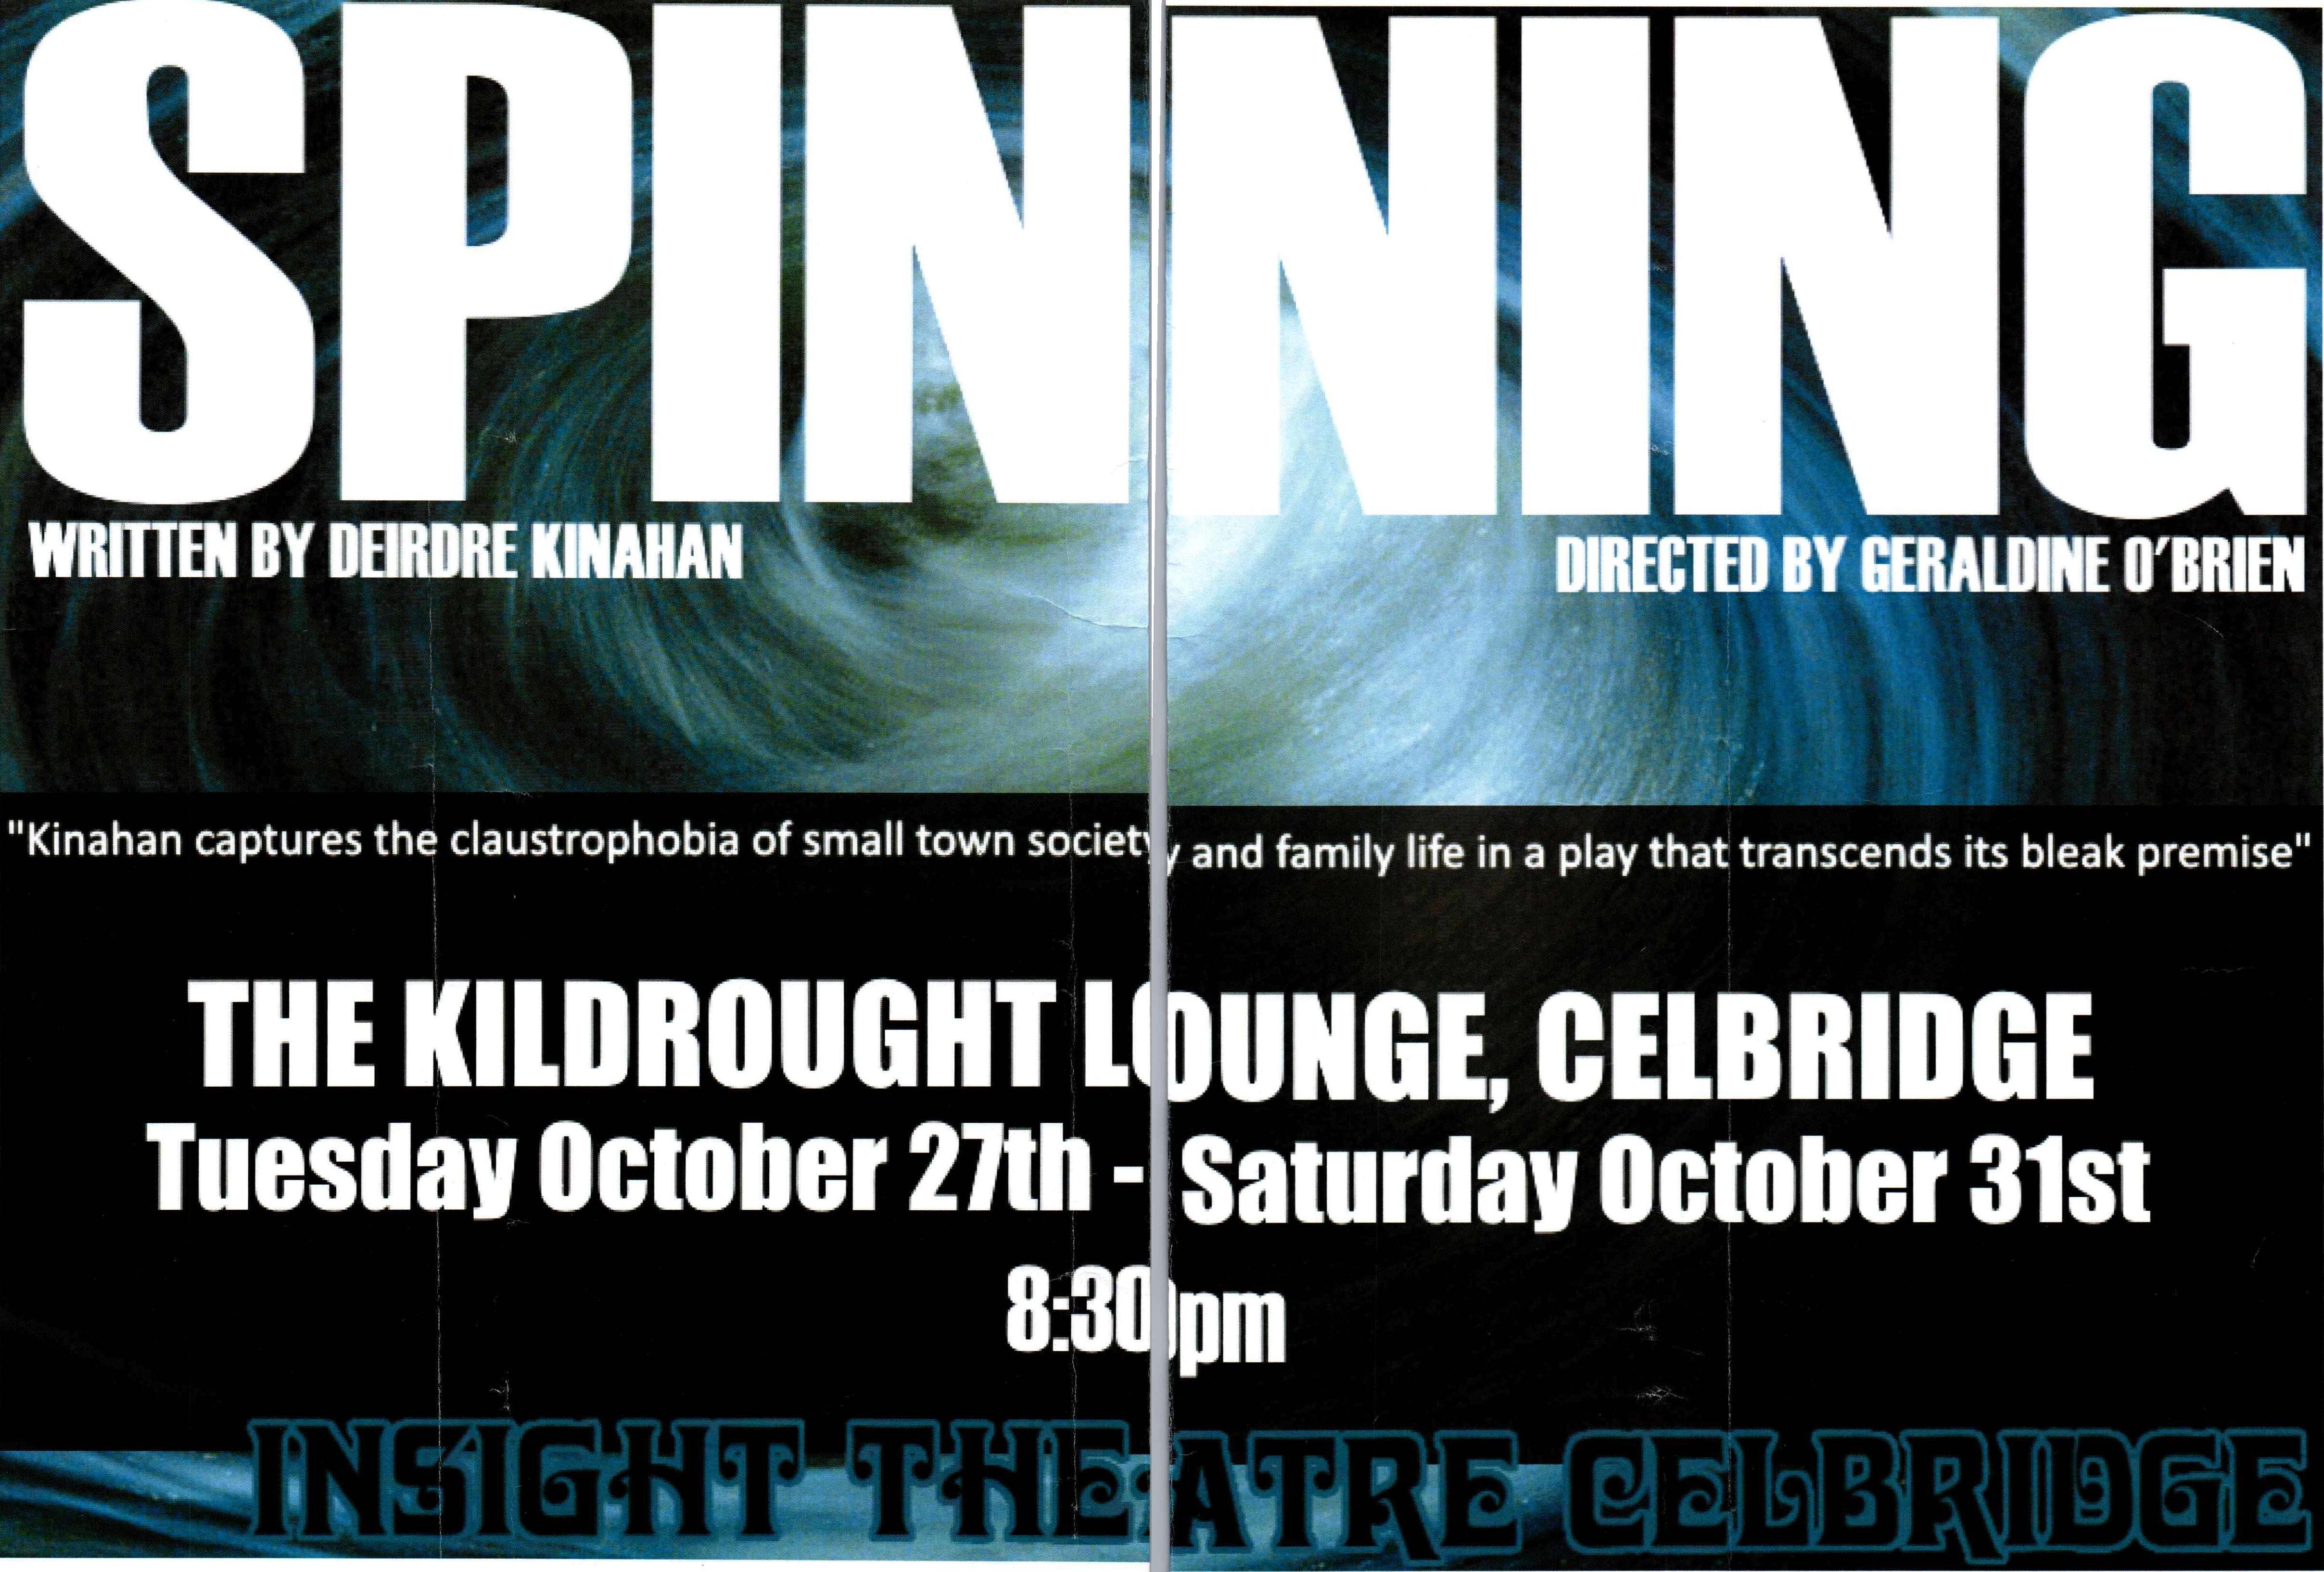 SPINNING
WRITTEN BY DEIRDRE KINAHAN
DIRECTED BY GERALDINE O'BRIEN
"Kinahan captures the claustrophobia of small town society and family life in a play that transcends its bleak premise"
THE KILDROUGHT LOUNGE, CELBRIDGE
Tuesday October 27th - Saturday October 31st
8:30pm
INSIGHT THEATRE CELBRIDGE